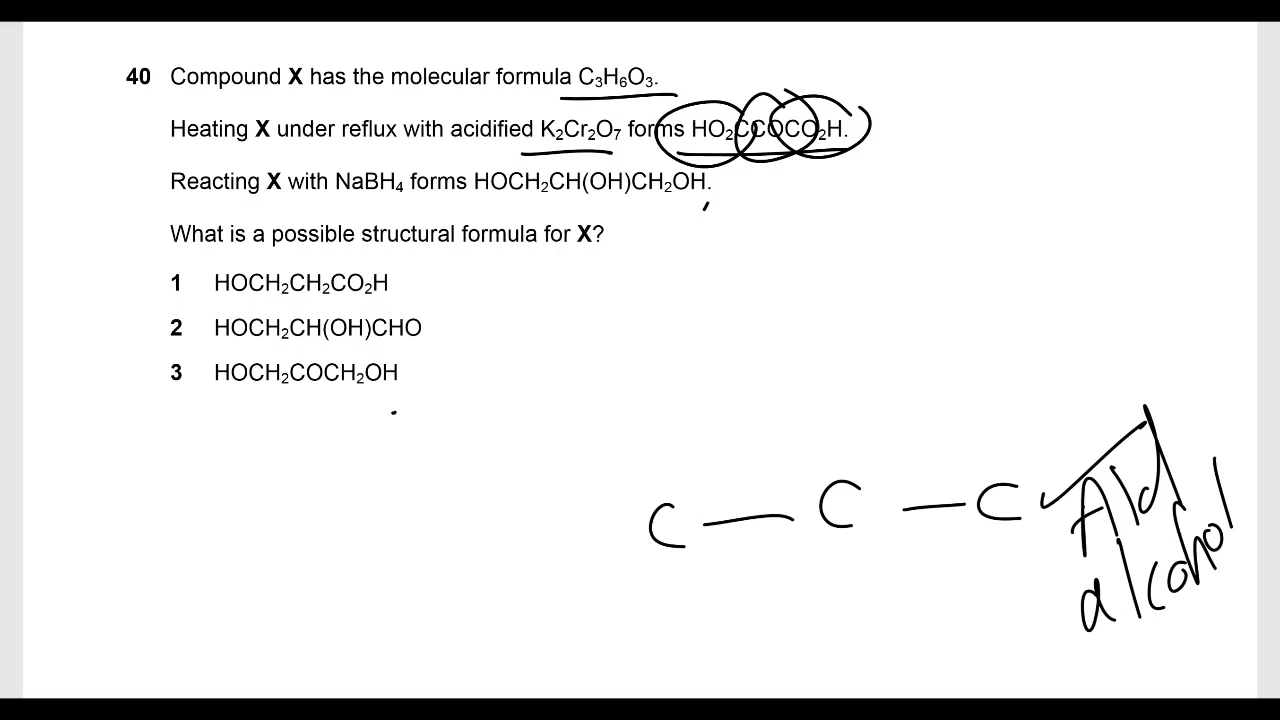 40 Compound X has the molecular formula C₃H₆O₃.
Heating X under reflux with acidified K₂Cr₂O₇ forms HO₂CCOCO₂H.
Reacting X with NaBH₄ forms HOCH₂CH(OH)CH₂OH.
What is a possible structural formula for X?
1 HOCH₂CH₂CO₂H
2 HOCH₂CH(OH)CHO
3 HOCH₂COCH₂OH
C — C — C Ald
alcohol